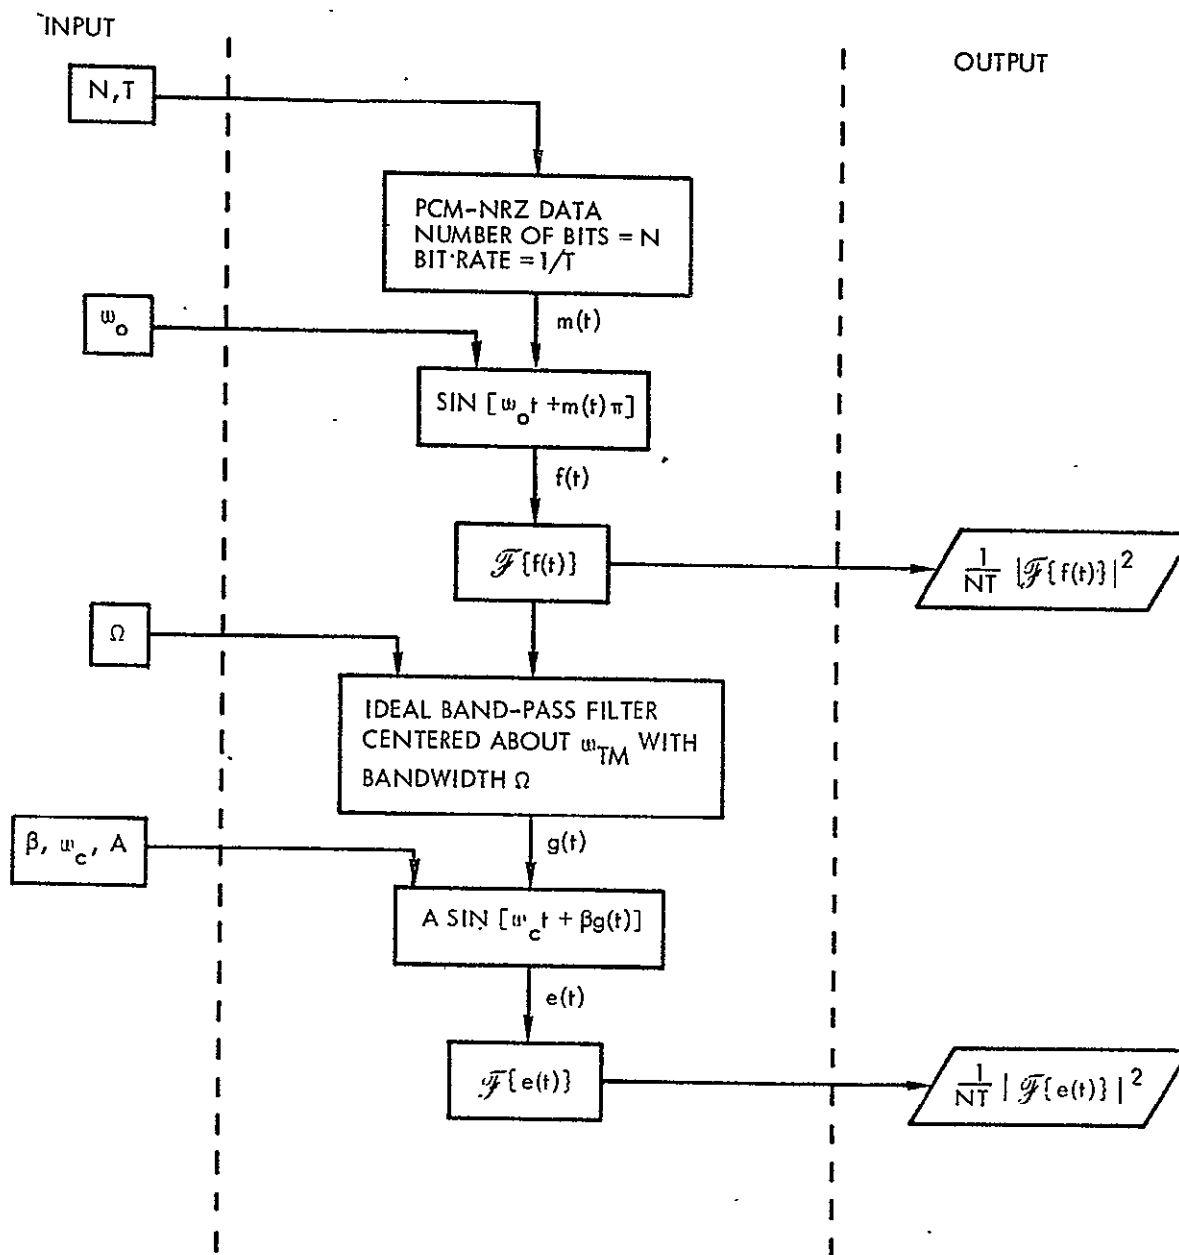 INPUT
OUTPUT
N, T
PCM-NRZ DATA
NUMBER OF BITS = N
BIT RATE = 1/T
m(t)
ω_o
SIN [ω_o t + m(t) π]
f(t)
ℱ{f(t)}
1/NT |ℱ{f(t)}|²
Ω
IDEAL BAND-PASS FILTER
CENTERED ABOUT ω_TM WITH
BANDWIDTH Ω
g(t)
β, ω_c, A
A SIN [ω_c t + βg(t)]
e(t)
ℱ{e(t)}
1/NT |ℱ{e(t)}|²